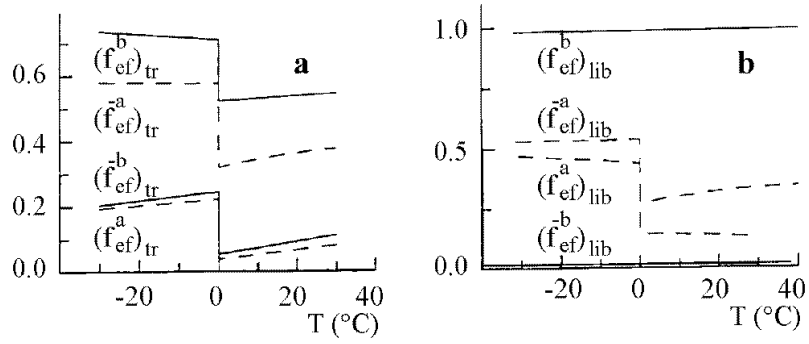 a
(f^b_ef)_tr
(f^-a_ef)_tr
(f^-b_ef)_tr
(f^a_ef)_tr
0.6
0.4
0.2
0.0
-20 0 20 40
T (°C)
b
(f^b_ef)_lib
(f^-a_ef)_lib
(f^a_ef)_lib
(f^-b_ef)_lib
1.0
0.5
0.0
-20 0 20 40
T (°C)